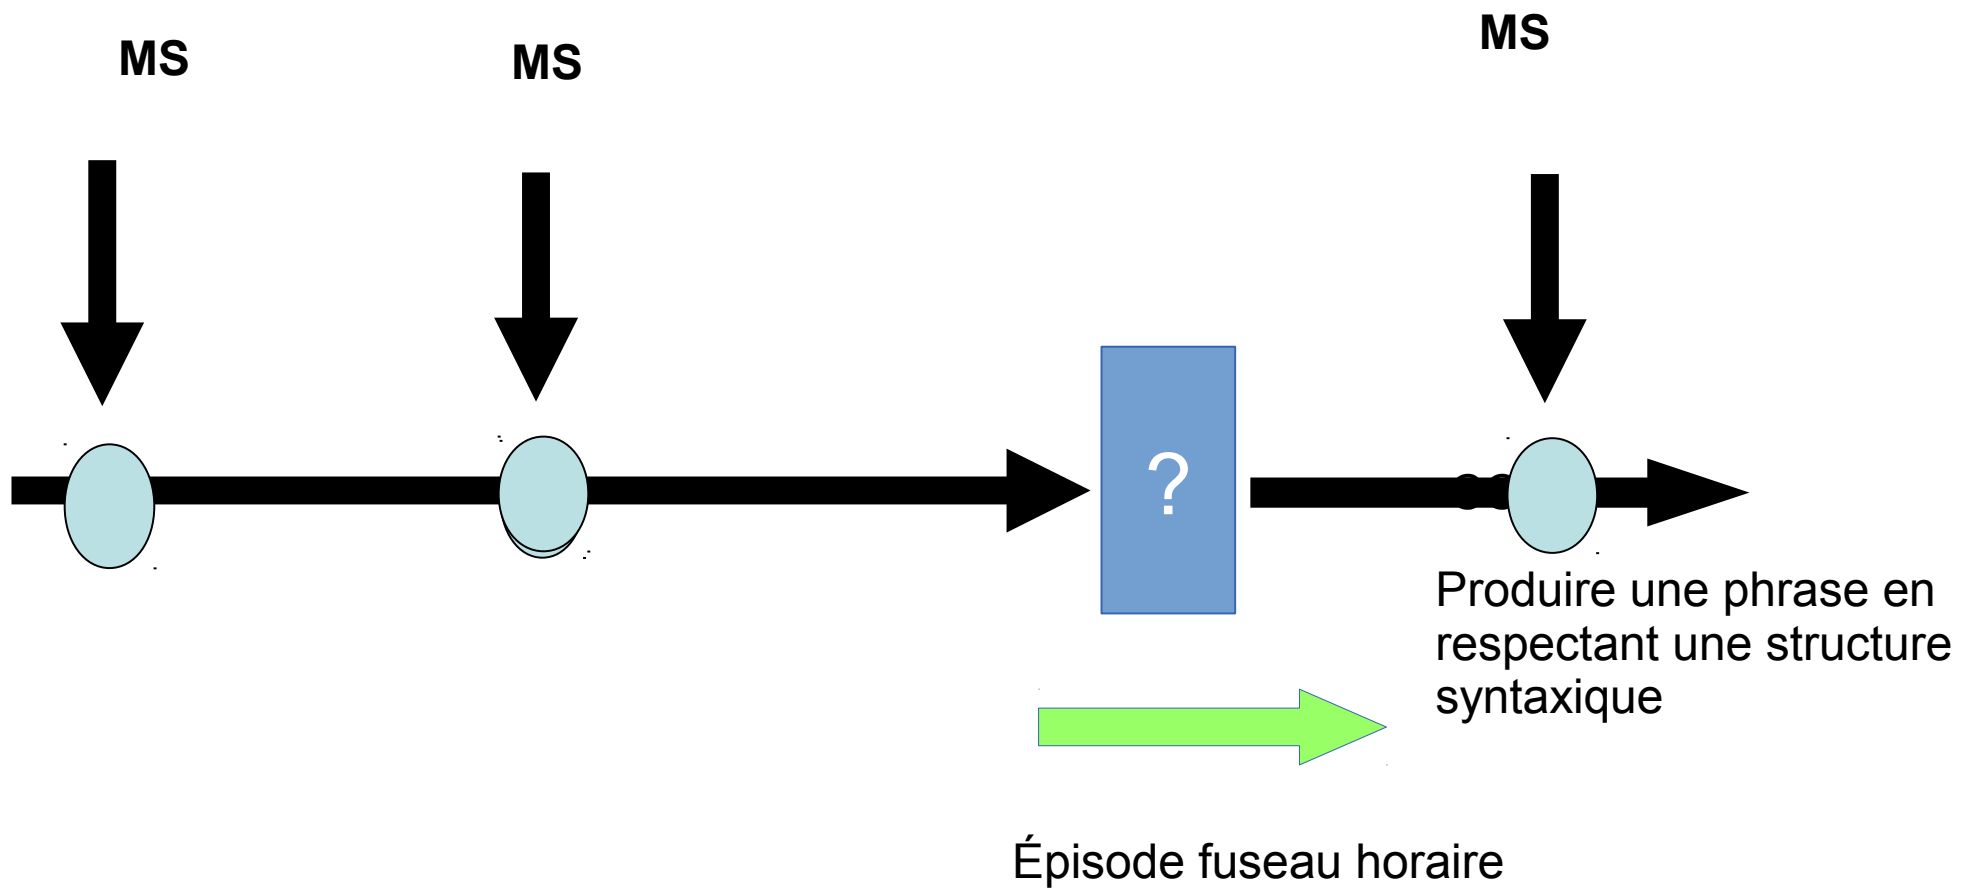 MS
MS
MS
?
Produire une phrase en
respectant une structure
syntaxique
Épisode fuseau horaire